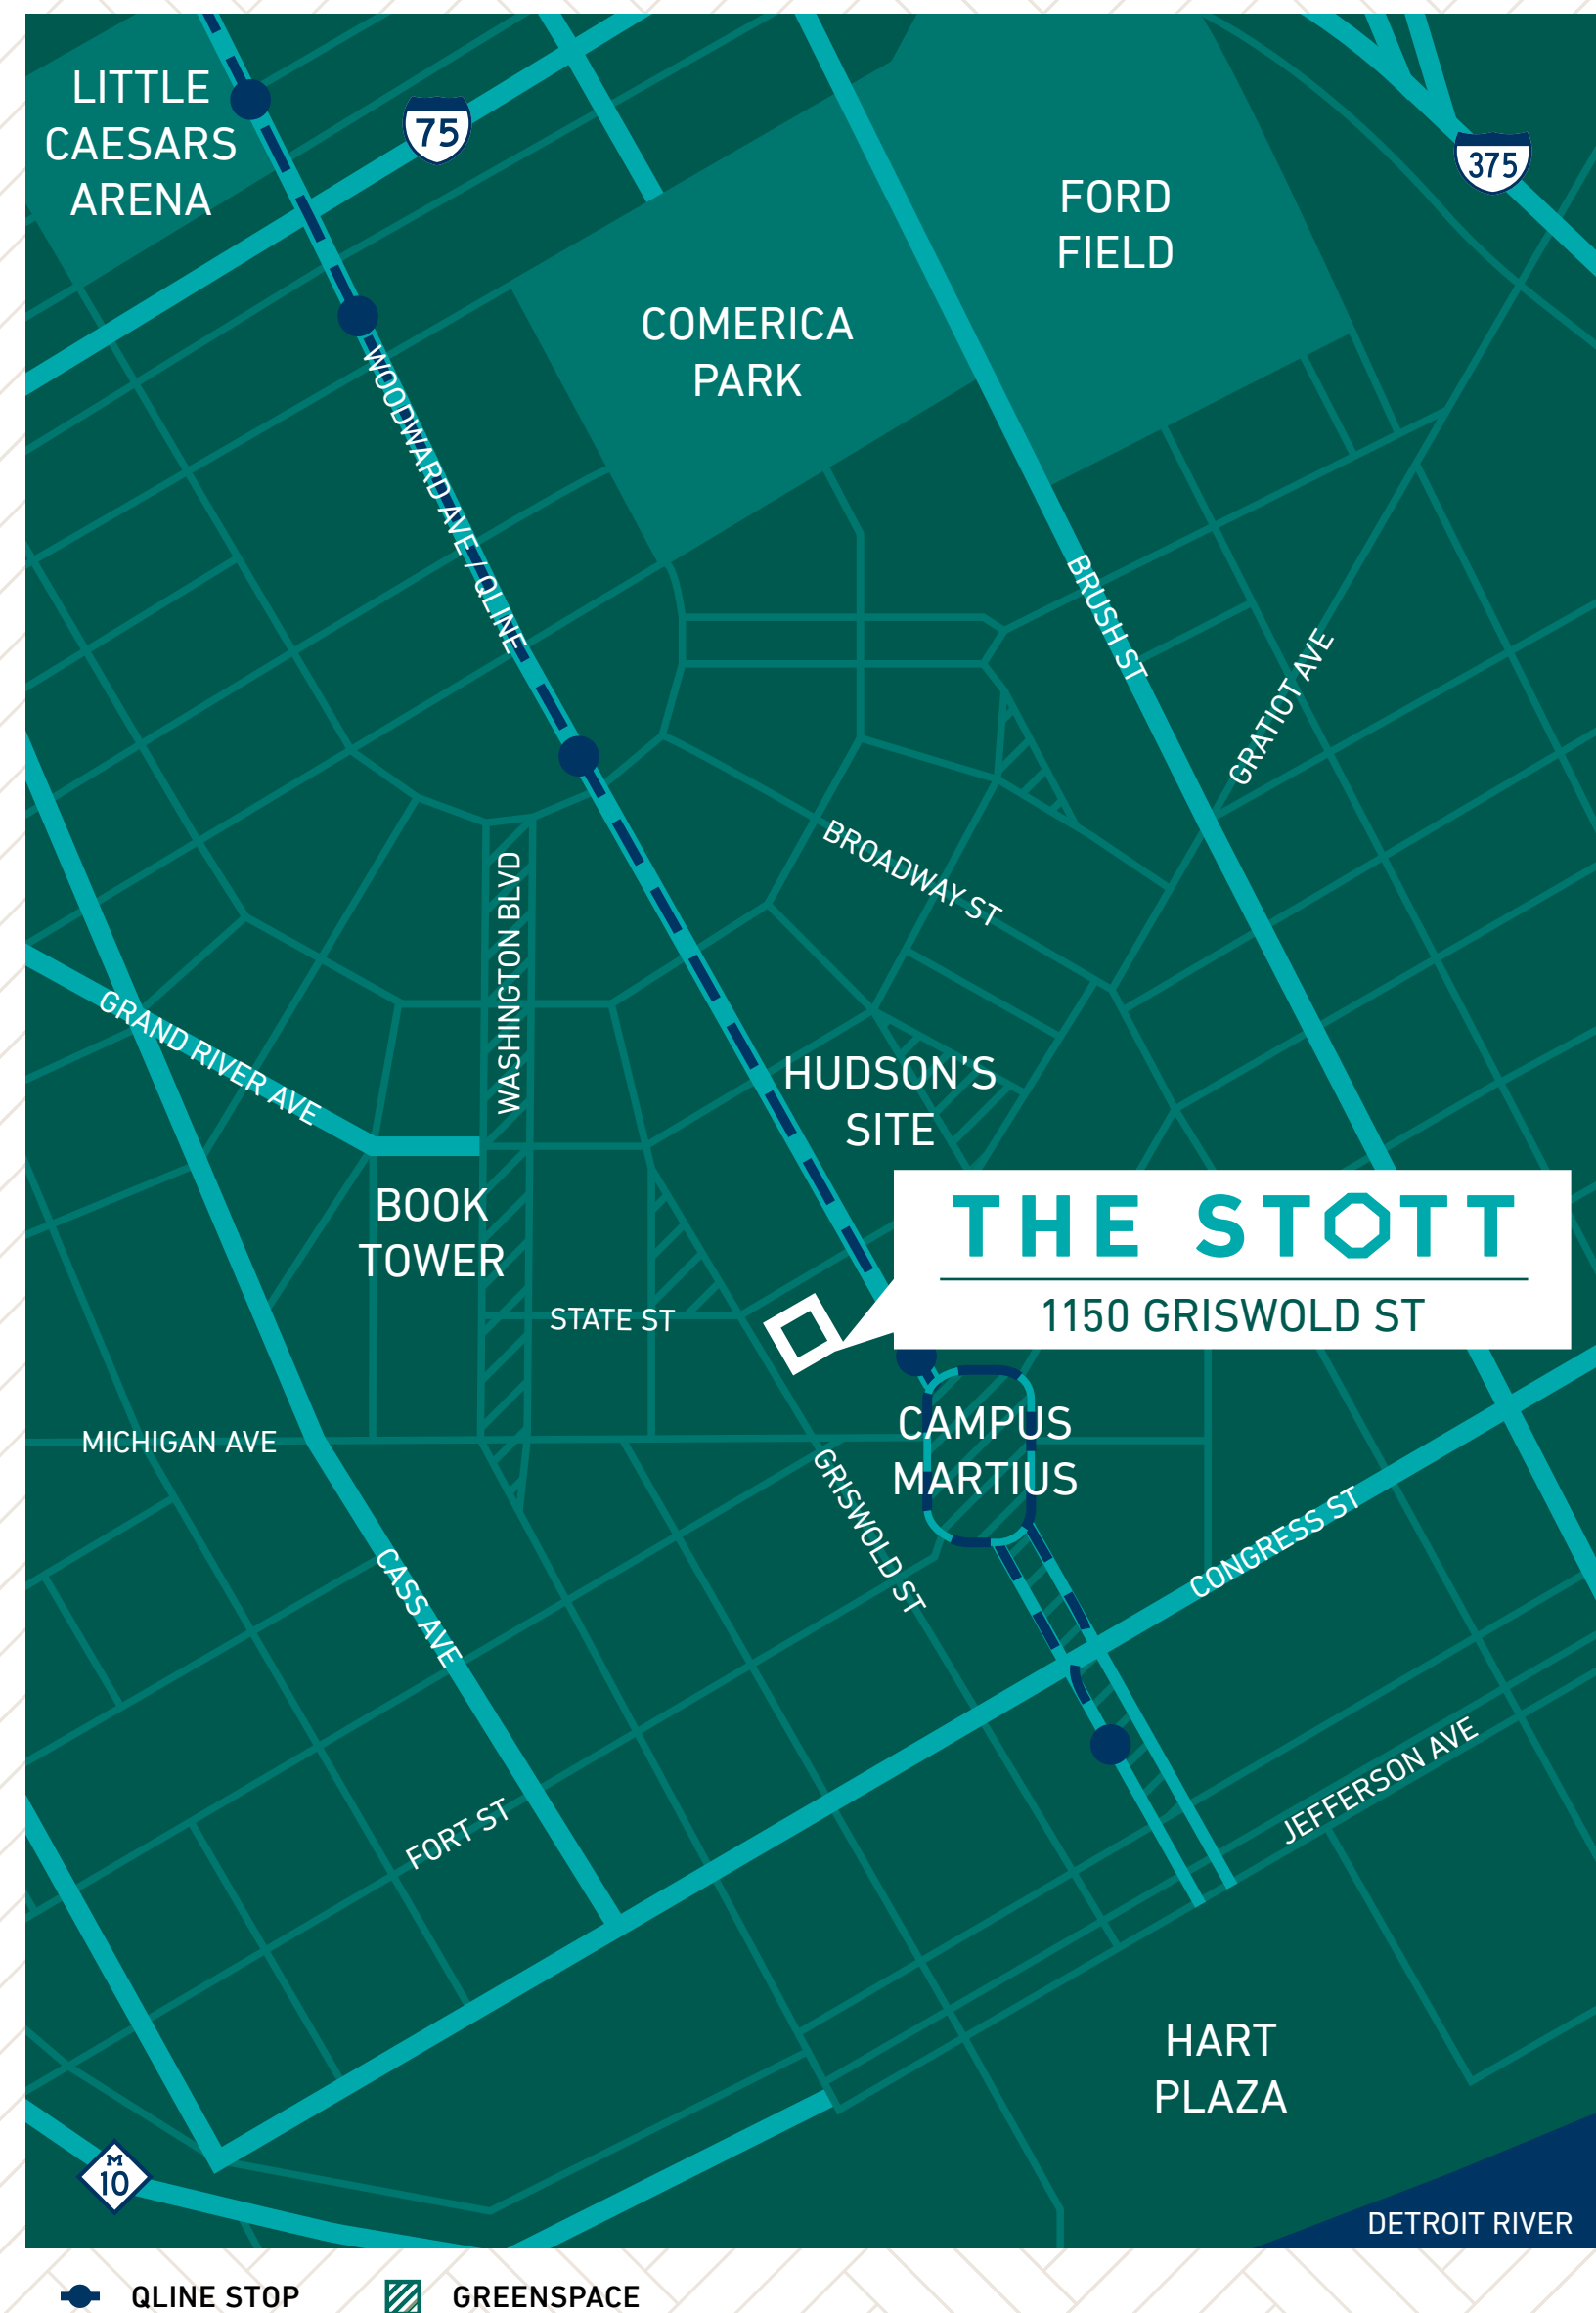 LITTLE
CAESARS
ARENA
75
375
FORD
FIELD
COMERICA
PARK
WOODWARD AVE / QLINE
BRUSH ST
GRATIOT AVE
BROADWAY ST
WASHINGTON BLVD
GRAND RIVER AVE
HUDSON'S
SITE
BOOK
TOWER
THE STOTT
1150 GRISWOLD ST
STATE ST
MICHIGAN AVE
CAMPUS
MARTIUS
GRISWOLD ST
CONGRESS ST
CASS AVE
FORT ST
JEFFERSON AVE
HART
PLAZA
M
10
DETROIT RIVER
QLINE STOP
GREENSPACE